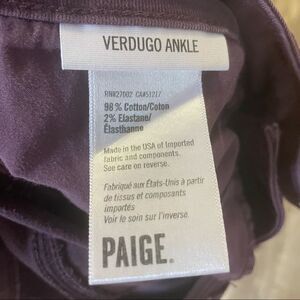 VERDUGO ANKLE
RN#27002 CA#51217
98% Cotton/Coton
2% Elastane/
Élasthanne
Made in the USA of imported
fabric and components.
See care on reverse.
Fabriqué aux États-Unis à partir
de tissus et composants
importés
Voir le soin sur l'inverse.
PAIGE.